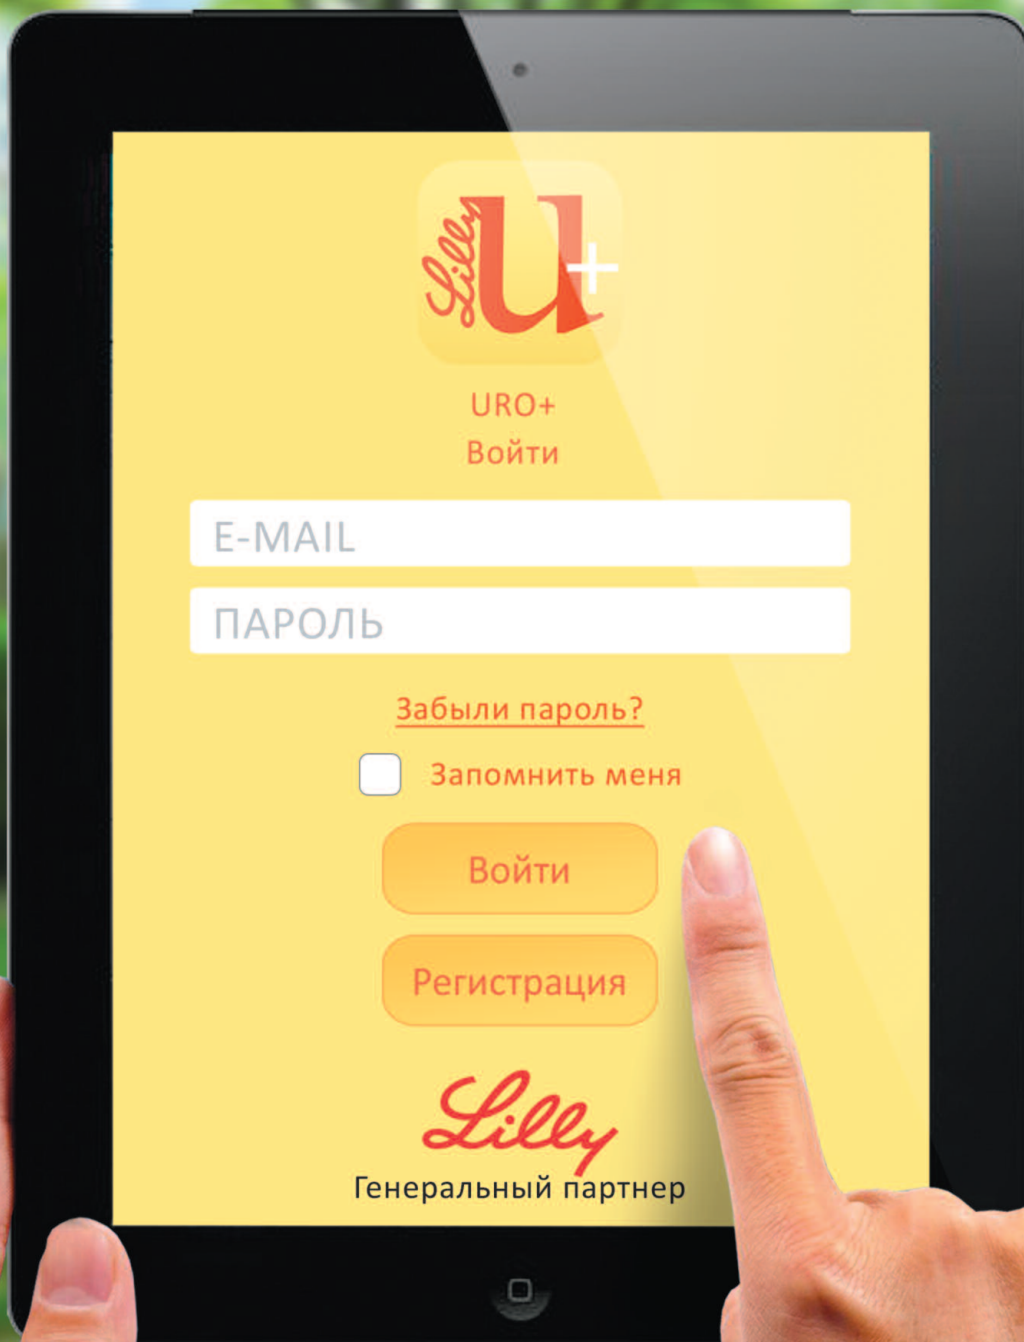 Lilly
u+
URO+
Войти
E-MAIL
ПАРОЛЬ
Забыли пароль?
Запомнить меня
Войти
Регистрация
Lilly
Генеральный партнер